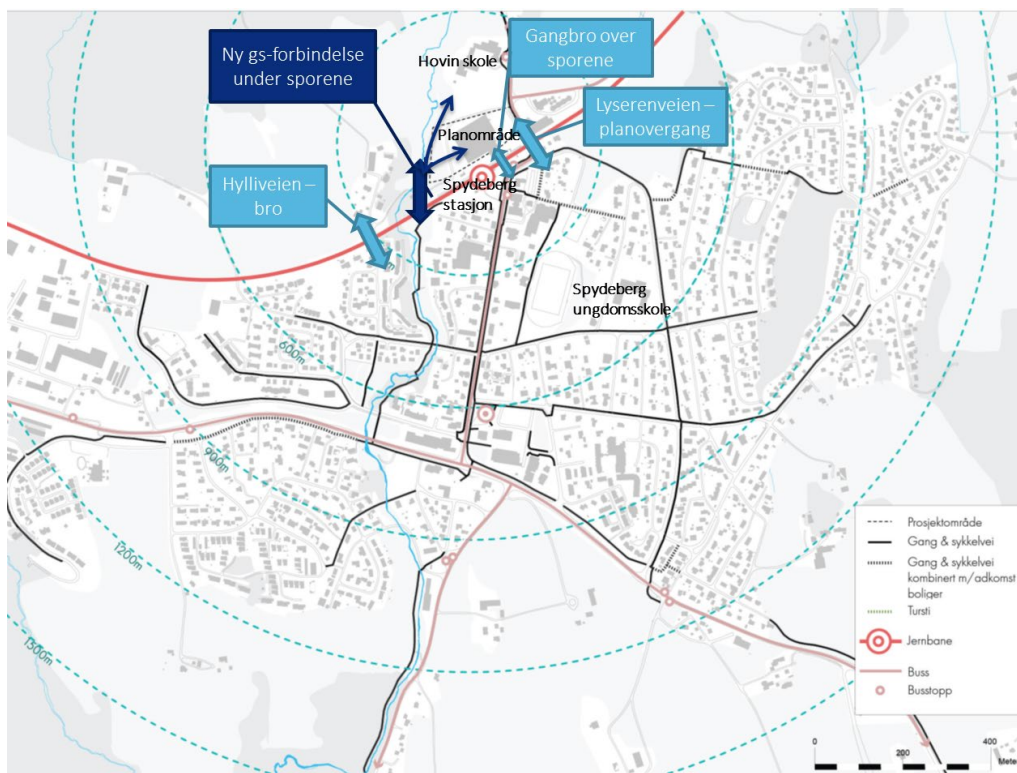 Ny gs-forbindelse
under sporene
Gangbro over
sporene
Hovin skole
Lyserenveien –
planovergang
Planområde
Hylliveien –
bro
Spydeberg
stasjon
Spydeberg
ungdomsskole
600m
900m
1200m
1500m
Prosjektområde
Gang & sykkelvei
Gang & sykkelvei
kombinert m/adkomst
boliger
Tursti
Jernbane
Buss
Busstopp
0 200 400
Mete